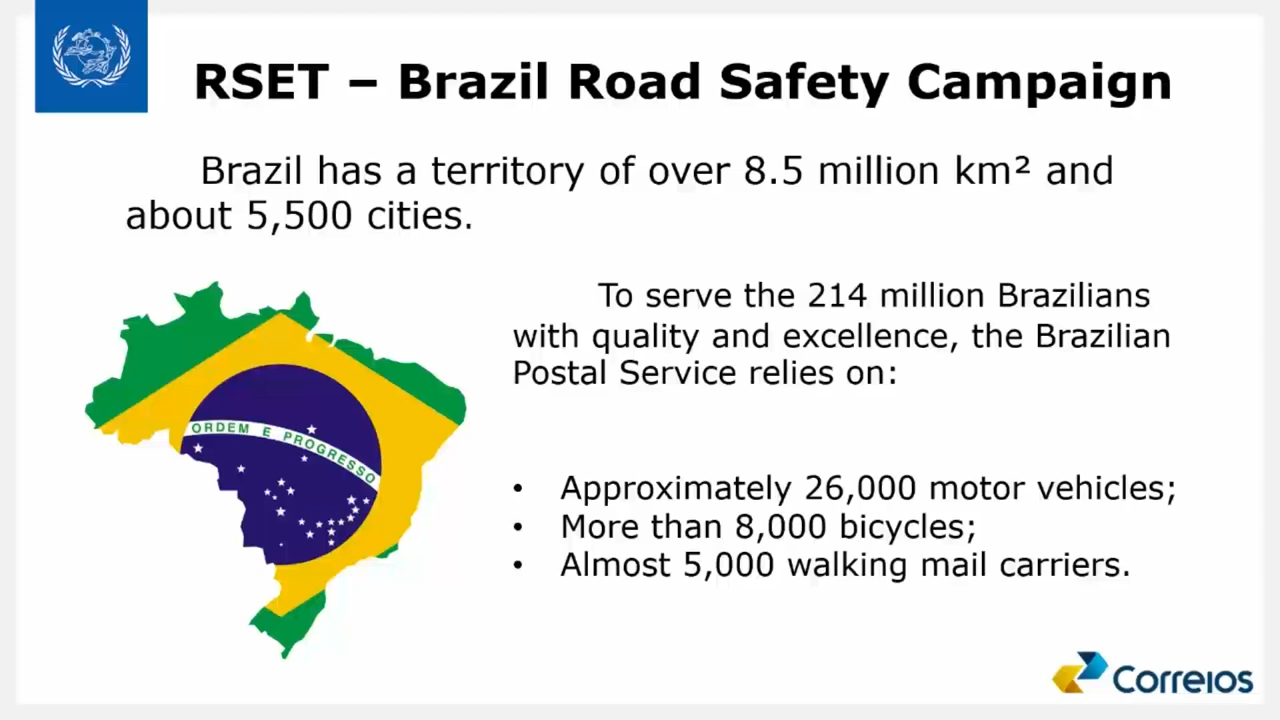 RSET – Brazil Road Safety Campaign
Brazil has a territory of over 8.5 million km² and
about 5,500 cities.
To serve the 214 million Brazilians
with quality and excellence, the Brazilian
Postal Service relies on:
ORDEM E PROGRESSO
• Approximately 26,000 motor vehicles;
• More than 8,000 bicycles;
• Almost 5,000 walking mail carriers.
Correios